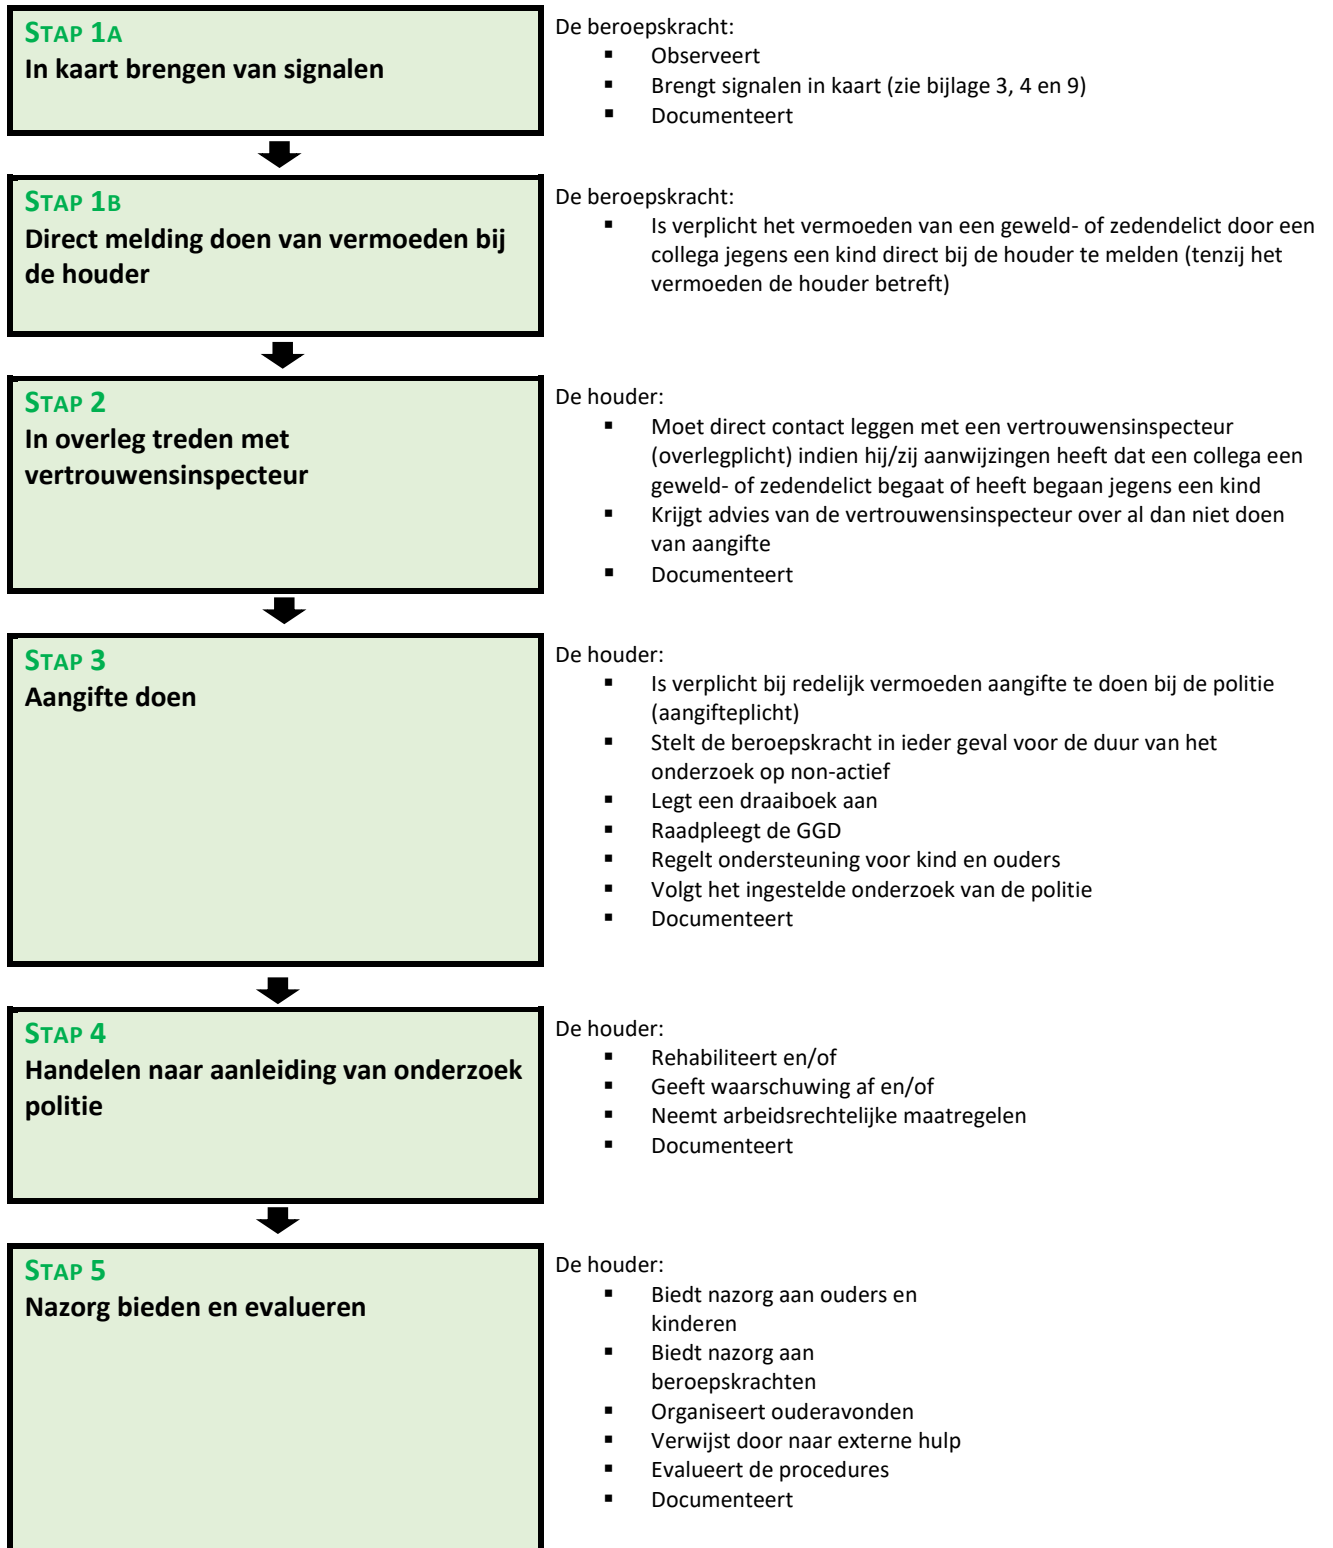 STAP 1A
In kaart brengen van signalen
De beroepskracht:
▪ Observeert
▪ Brengt signalen in kaart (zie bijlage 3, 4 en 9)
▪ Documenteert
STAP 1B
Direct melding doen van vermoeden bij
de houder
De beroepskracht:
▪ Is verplicht het vermoeden van een geweld- of zedendelict door een
collega jegens een kind direct bij de houder te melden (tenzij het
vermoeden de houder betreft)
STAP 2
In overleg treden met
vertrouwensinspecteur
De houder:
▪ Moet direct contact leggen met een vertrouwensinspecteur
(overlegplicht) indien hij/zij aanwijzingen heeft dat een collega een
geweld- of zedendelict begaat of heeft begaan jegens een kind
▪ Krijgt advies van de vertrouwensinspecteur over al dan niet doen
van aangifte
▪ Documenteert
STAP 3
Aangifte doen
De houder:
▪ Is verplicht bij redelijk vermoeden aangifte te doen bij de politie
(aangifteplicht)
▪ Stelt de beroepskracht in ieder geval voor de duur van het
onderzoek op non-actief
▪ Legt een draaiboek aan
▪ Raadpleegt de GGD
▪ Regelt ondersteuning voor kind en ouders
▪ Volgt het ingestelde onderzoek van de politie
▪ Documenteert
STAP 4
Handelen naar aanleiding van onderzoek
politie
De houder:
▪ Rehabiliteert en/of
▪ Geeft waarschuwing af en/of
▪ Neemt arbeidsrechtelijke maatregelen
▪ Documenteert
STAP 5
Nazorg bieden en evalueren
De houder:
▪ Biedt nazorg aan ouders en
kinderen
▪ Biedt nazorg aan
beroepskrachten
▪ Organiseert ouderavonden
▪ Verwijst door naar externe hulp
▪ Evalueert de procedures
▪ Documenteert